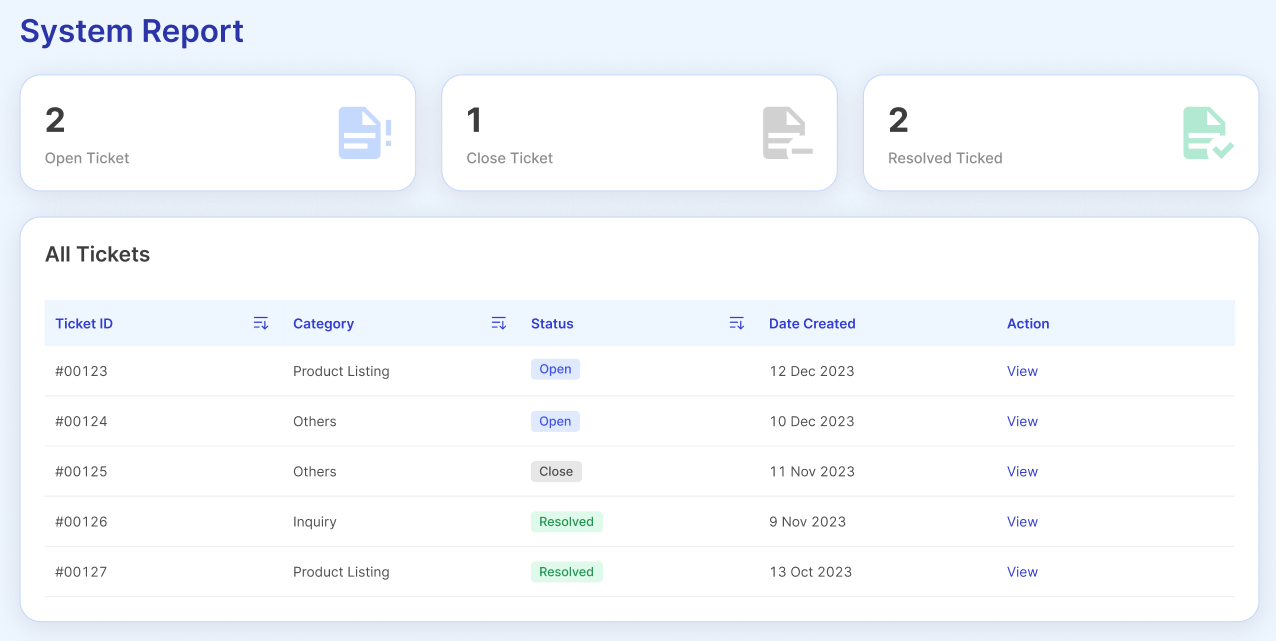 System Report
2
Open Ticket
1
Close Ticket
2
Resolved Ticked
All Tickets
Ticket ID Category Status Date Created Action
#00123 Product Listing Open 12 Dec 2023 View
#00124 Others Open 10 Dec 2023 View
#00125 Others Close 11 Nov 2023 View
#00126 Inquiry Resolved 9 Nov 2023 View
#00127 Product Listing Resolved 13 Oct 2023 View